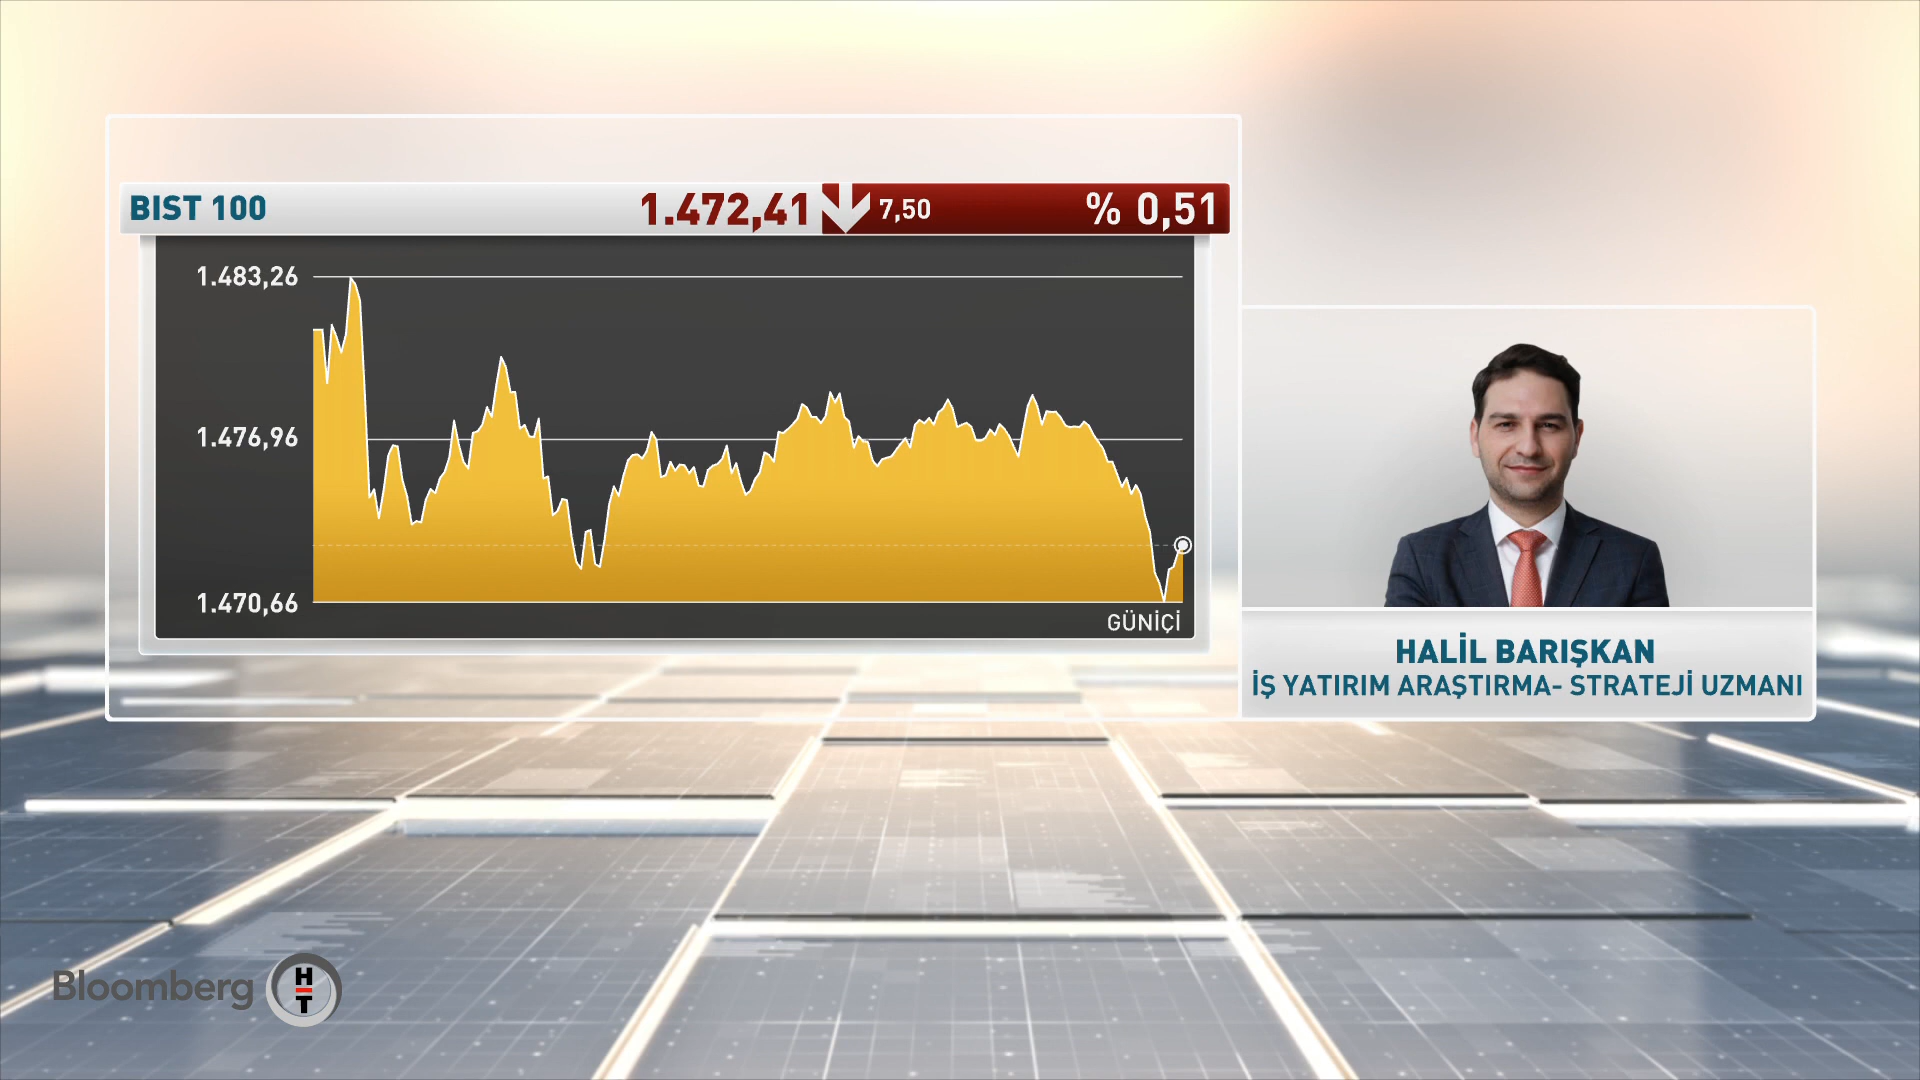 BIST 100 1.472,41 7,50 % 0,51
1.483,26
1.476,96
1.470,66
GÜNİÇİ
HALİL BARIŞKAN
İŞ YATIRIM ARAŞTIRMA- STRATEJİ UZMANI
Bloomberg HT